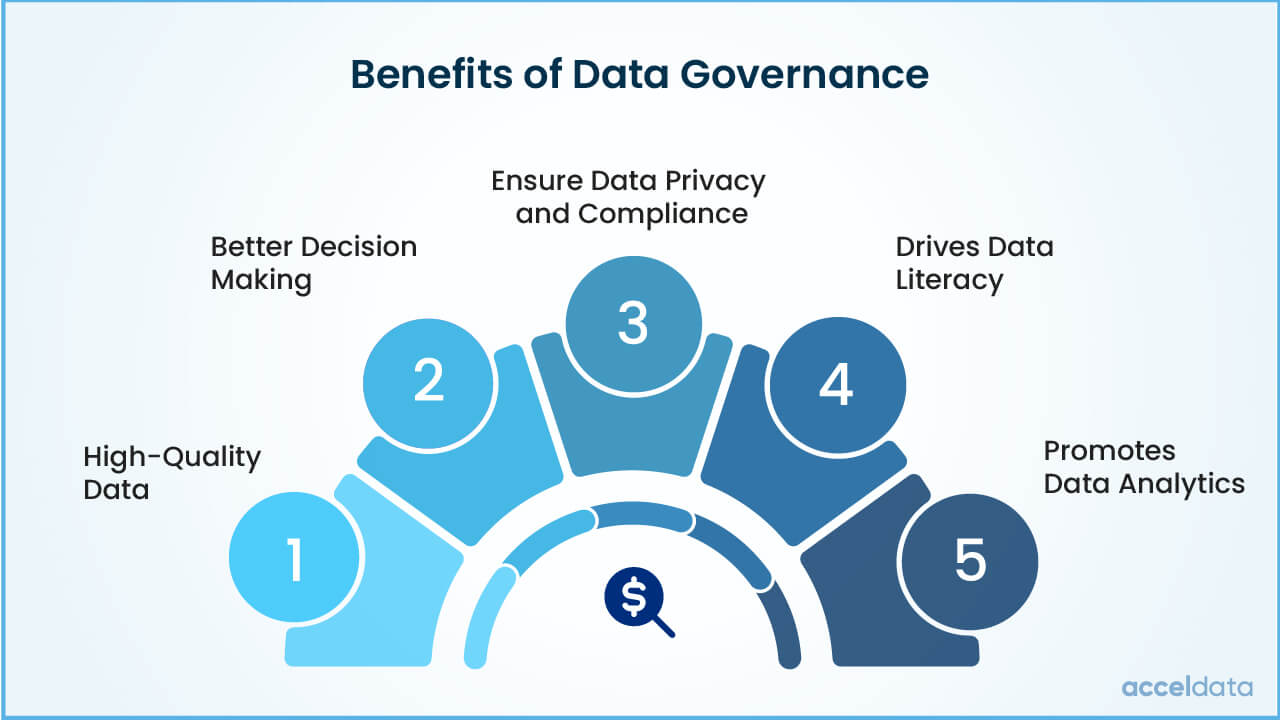 Benefits of Data Governance
High-Quality
Data
1
Better Decision
Making
2
Ensure Data Privacy
and Compliance
3
Drives Data
Literacy
4
Promotes
Data Analytics
5
$
acceldata